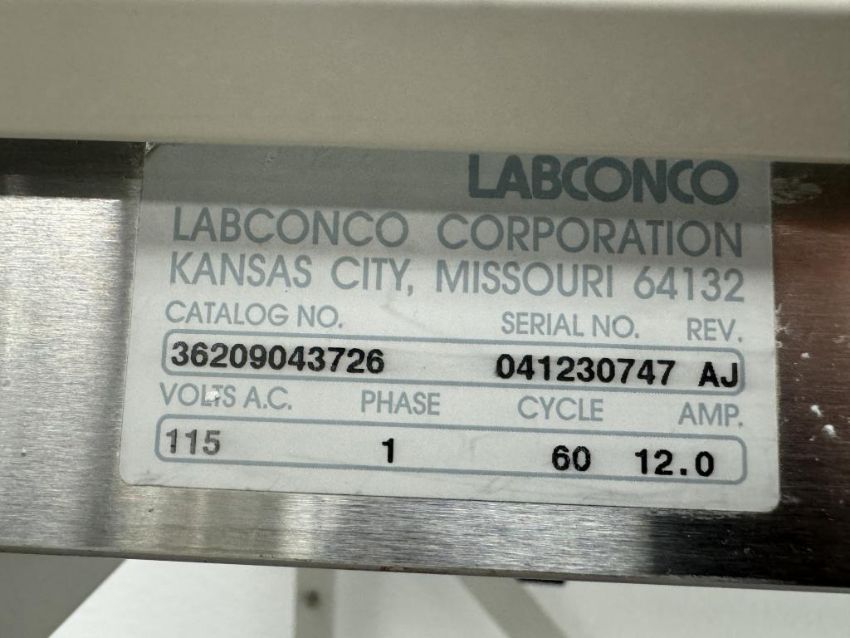 LABCONCO
LABCONCO CORPORATION
KANSAS CITY, MISSOURI 64132
CATALOG NO. SERIAL NO. REV.
36209043726 041230747 AJ
VOLTS A.C. PHASE CYCLE AMP.
115 1 60 12.0